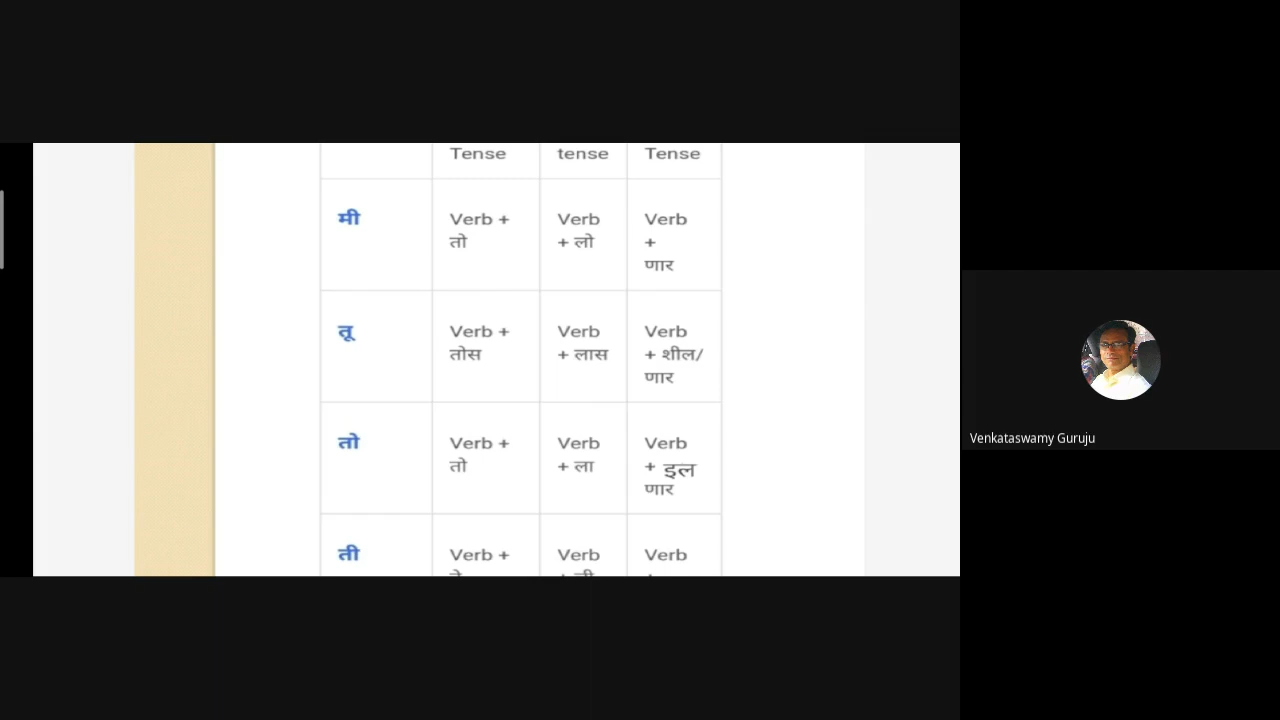 Tense tense Tense
मी Verb + Verb Verb
तो + लो +
णार
तू Verb + Verb Verb
तोस + लास + शील/
णार
तो Verb + Verb Verb
तो + ला + इल
णार
ती Verb + Verb Verb
Venkataswamy Guruju